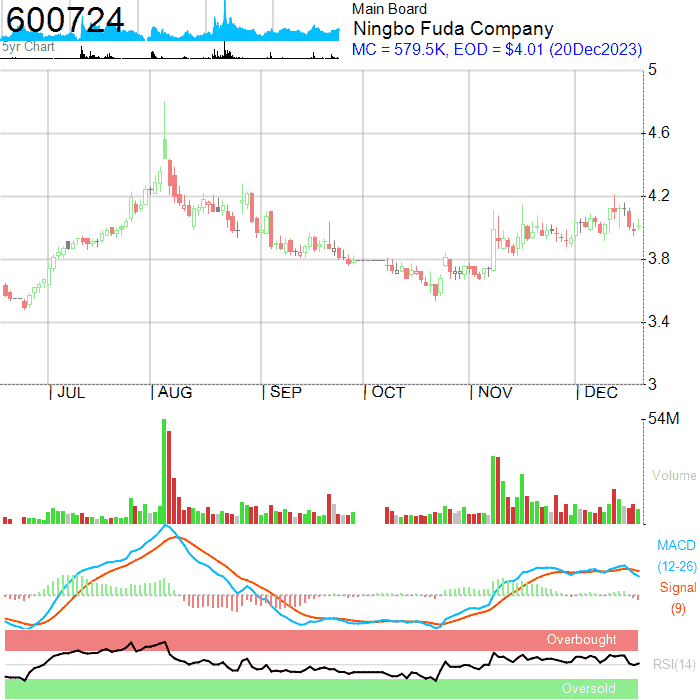 600724
5yr Chart
Main Board
Ningbo Fuda Company
MC = 579.5K, EOD = $4.01 (20Dec2023)
5
4.6
4.2
3.8
3.4
3
JUL
AUG
SEP
OCT
NOV
DEC
54M
Volume
MACD
(12-26)
Signal
(9)
Overbought
RSI(14)
Oversold